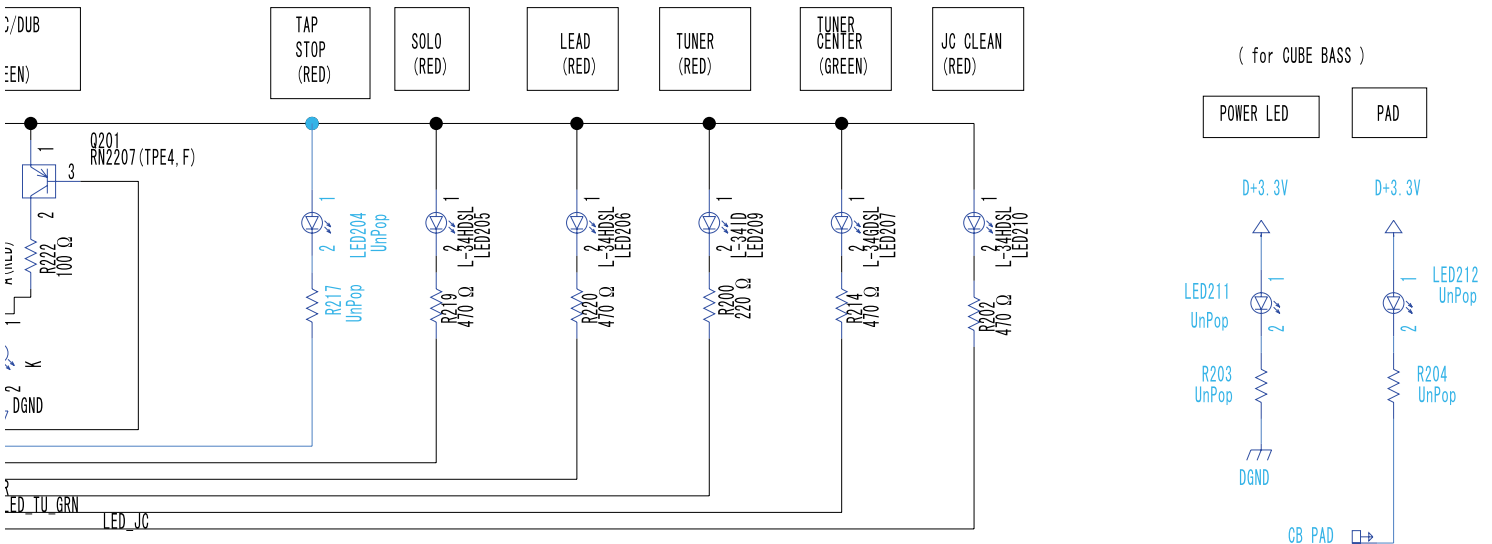 C/DUB
EEN)
TAP
STOP
(RED)
SOLO
(RED)
LEAD
(RED)
TUNER
(RED)
TUNER
CENTER
(GREEN)
JC CLEAN
(RED)
( for CUBE BASS )
POWER LED
PAD
Q201
RN2207(TPE4,F)
1
3
2
R222
100 Ω
1
K
2
DGND
1
2
LED204
UnPop
R217
UnPop
1
2
L-34HDSL
LED205
R219
470 Ω
1
2
L-34HDSL
LED206
R220
470 Ω
1
2
L-34ID
LED209
R200
220 Ω
1
2
L-34GDSL
LED207
R214
470 Ω
1
2
L-34HDSL
LED210
R202
470 Ω
D+3.3V
1
LED211
UnPop
2
R203
UnPop
DGND
D+3.3V
1
LED212
UnPop
2
R204
UnPop
CB PAD
R
LED_TU_GRN
LED_JC